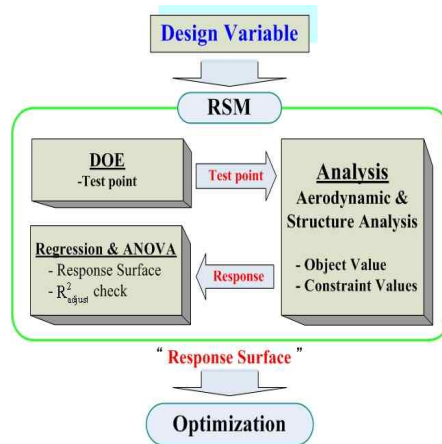 Design Variable
RSM
DOE
-Test point
Test point
Analysis
Aerodynamic &
Structure Analysis
- Object Value
- Constraint Values
Regression & ANOVA
- Response Surface
- R²adjust check
Response
“ Response Surface ”
Optimization